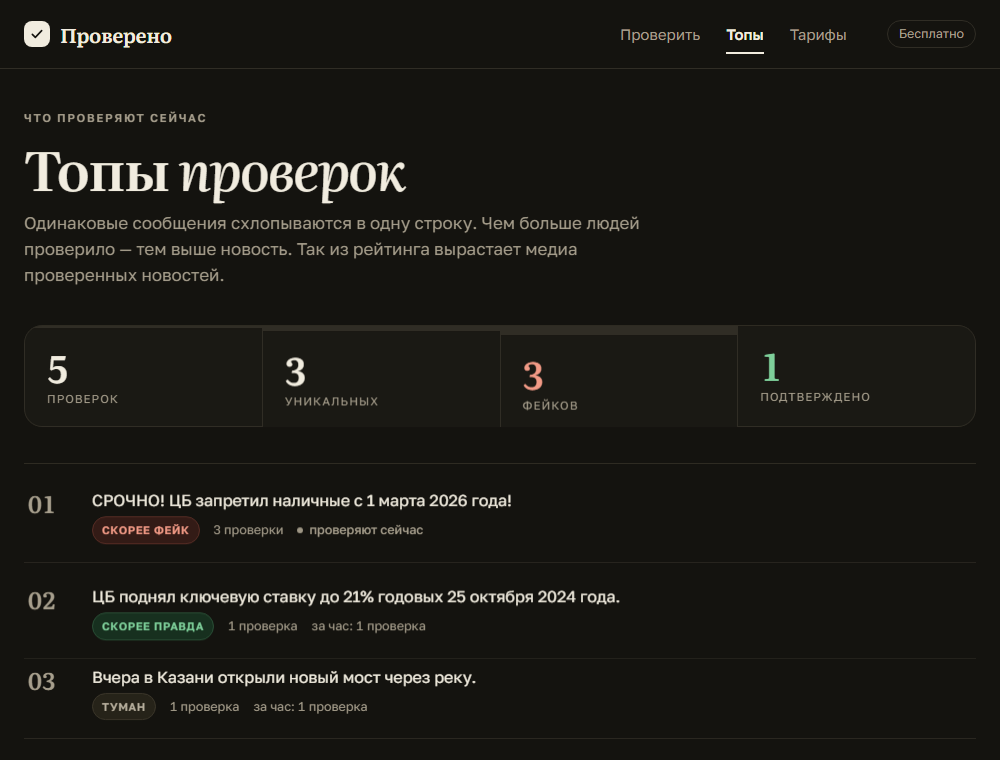 Проверено
Проверить
Топы
Тарифы
Бесплатно
ЧТО ПРОВЕРЯЮТ СЕЙЧАС
Топы проверок
Одинаковые сообщения схлопываются в одну строку. Чем больше людей
проверило — тем выше новость. Так из рейтинга вырастает медиа
проверенных новостей.
5
ПРОВЕРОК
3
УНИКАЛЬНЫХ
3
ФЕЙКОВ
1
ПОДТВЕРЖДЕНО
01
СРОЧНО! ЦБ запретил наличные с 1 марта 2026 года!
СКОРЕЕ ФЕЙК 3 проверки • проверяют сейчас
02
ЦБ поднял ключевую ставку до 21% годовых 25 октября 2024 года.
СКОРЕЕ ПРАВДА 1 проверка за час: 1 проверка
03
Вчера в Казани открыли новый мост через реку.
ТУМАН 1 проверка за час: 1 проверка